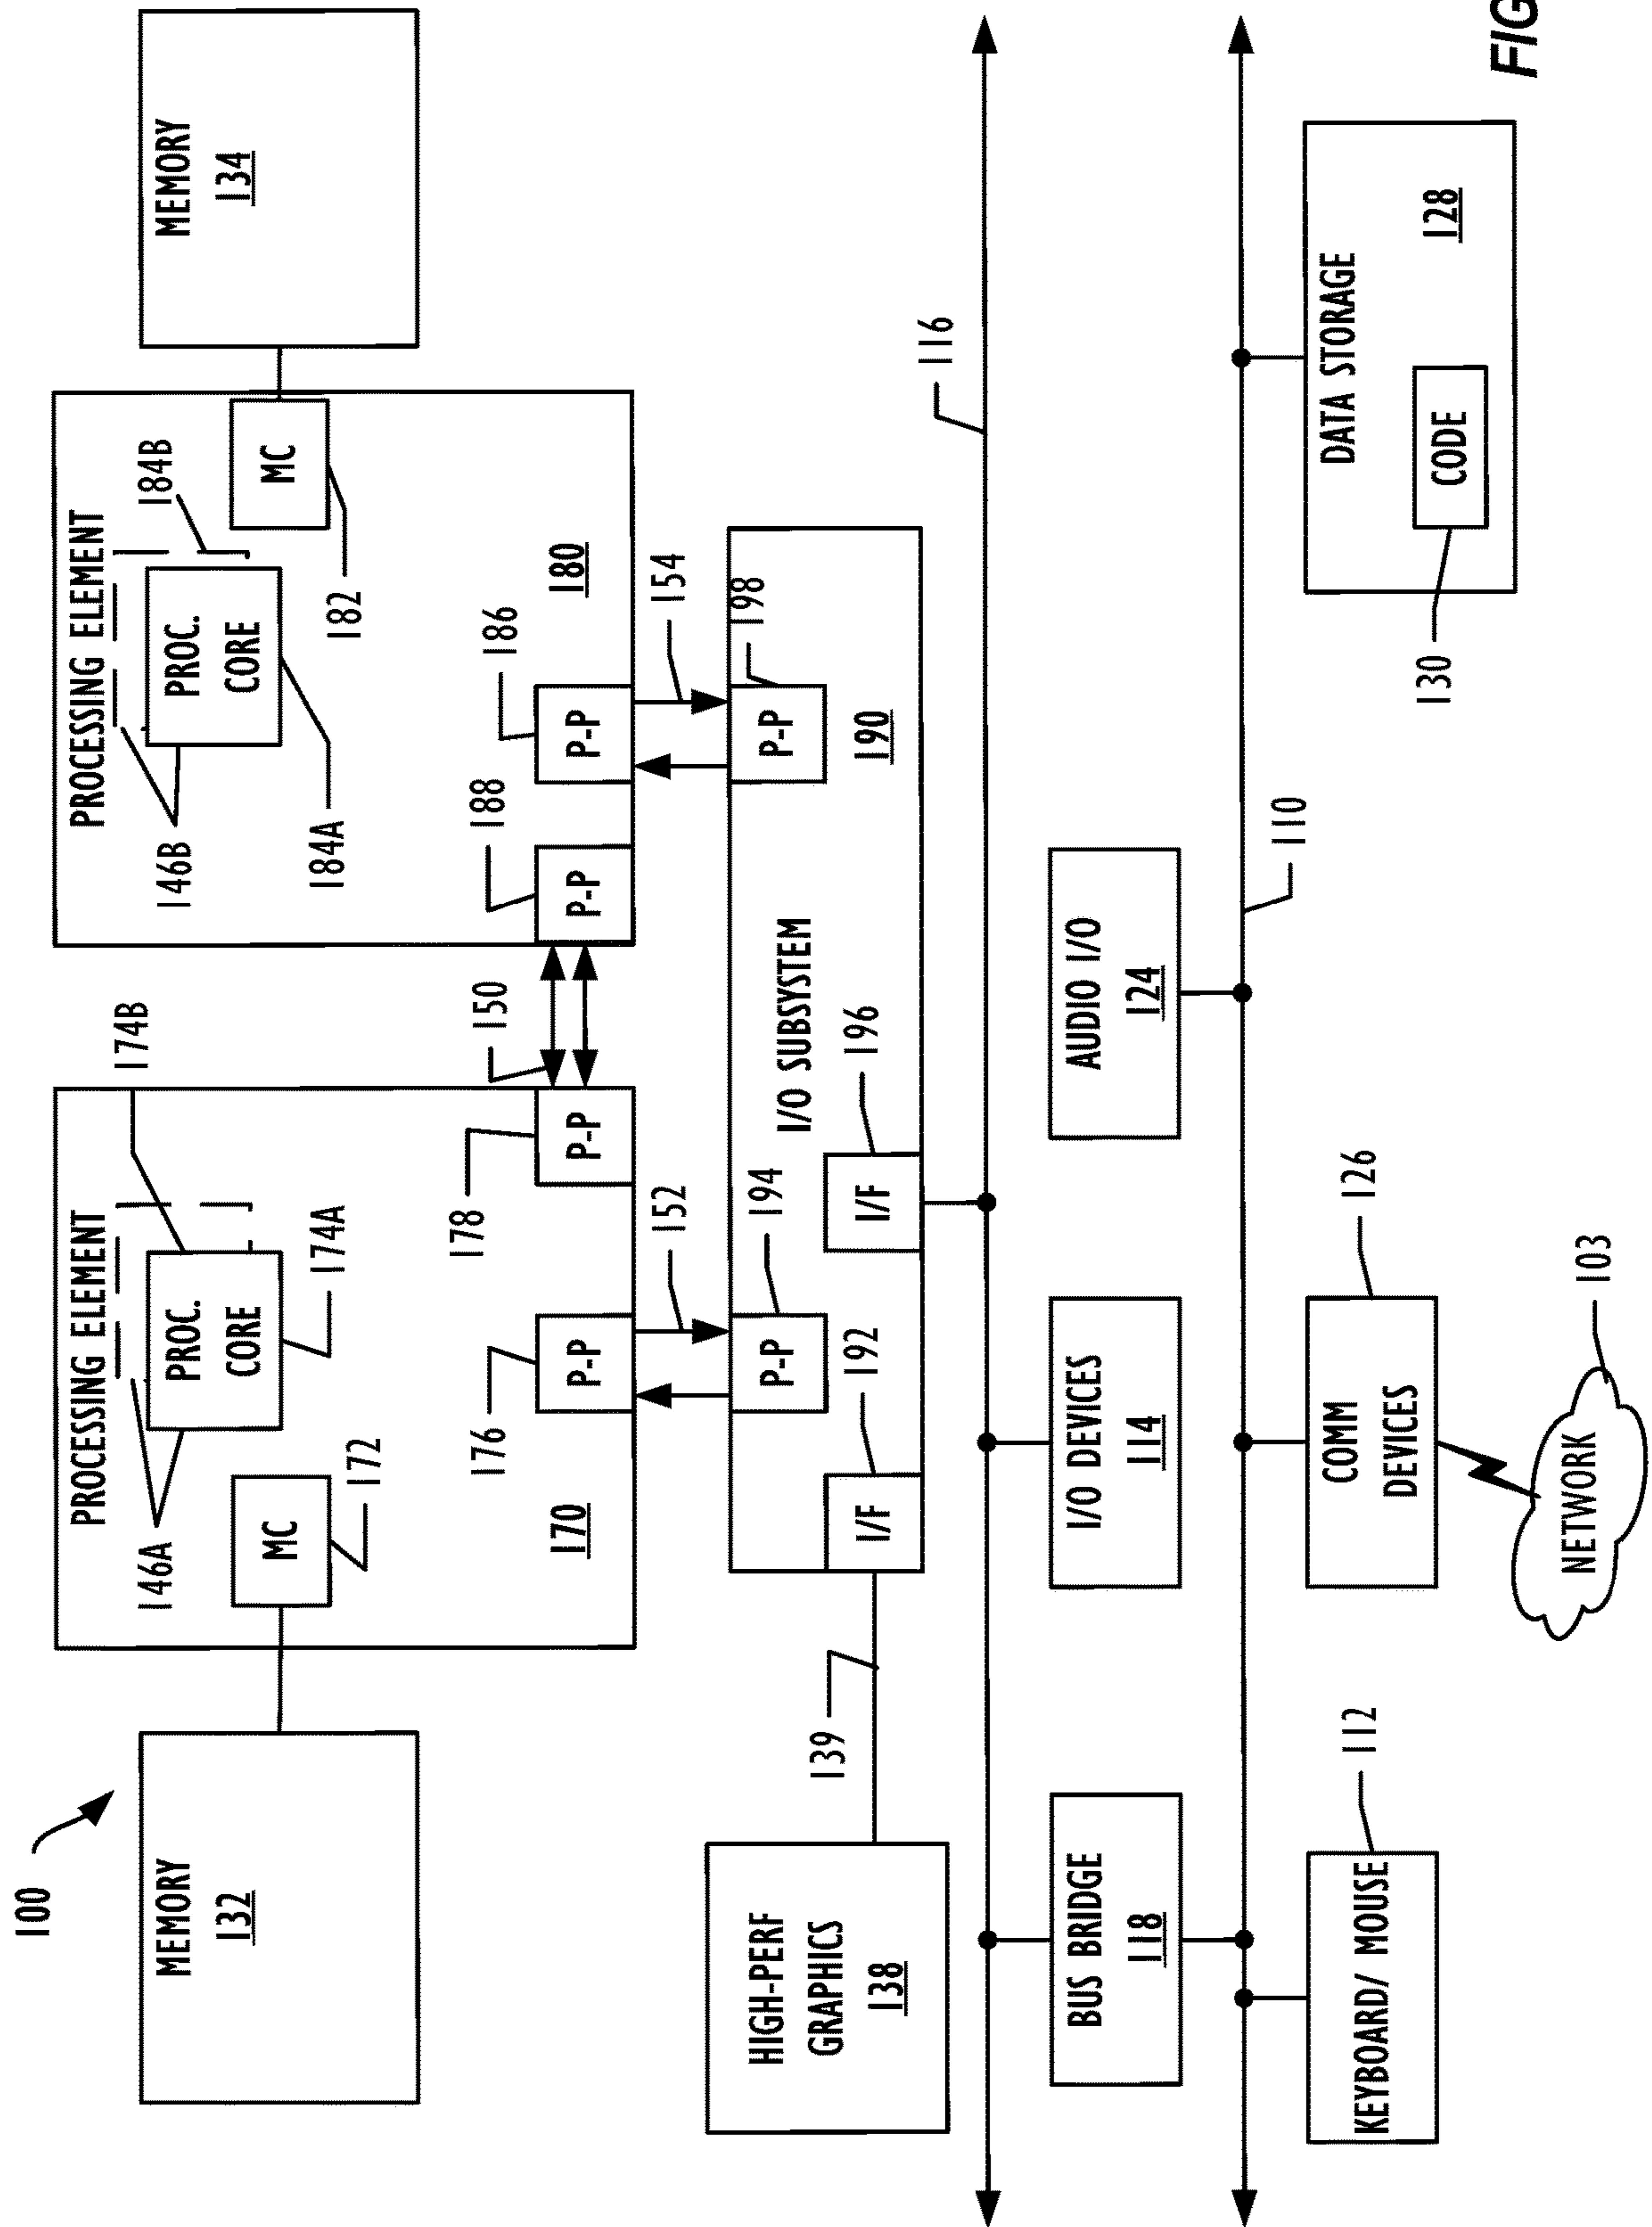 100
MEMORY
132
146A
PROCESSING ELEMENT
174B
PROC.
CORE
174A
MC
172
170
176
P-P
178
P-P
150
146B
PROCESSING ELEMENT
184B
PROC.
CORE
184A
MC
182
180
188
P-P
186
P-P
MEMORY
134
152
154
HIGH-PERF
GRAPHICS
138
139
I/F
192
P-P
194
I/F
196
I/O SUBSYSTEM
P-P
198
190
116
BUS BRIDGE
118
I/O DEVICES
114
AUDIO I/O
124
110
KEYBOARD/ MOUSE
112
COMM
DEVICES
126
NETWORK
103
DATA STORAGE
128
CODE
130
FIG